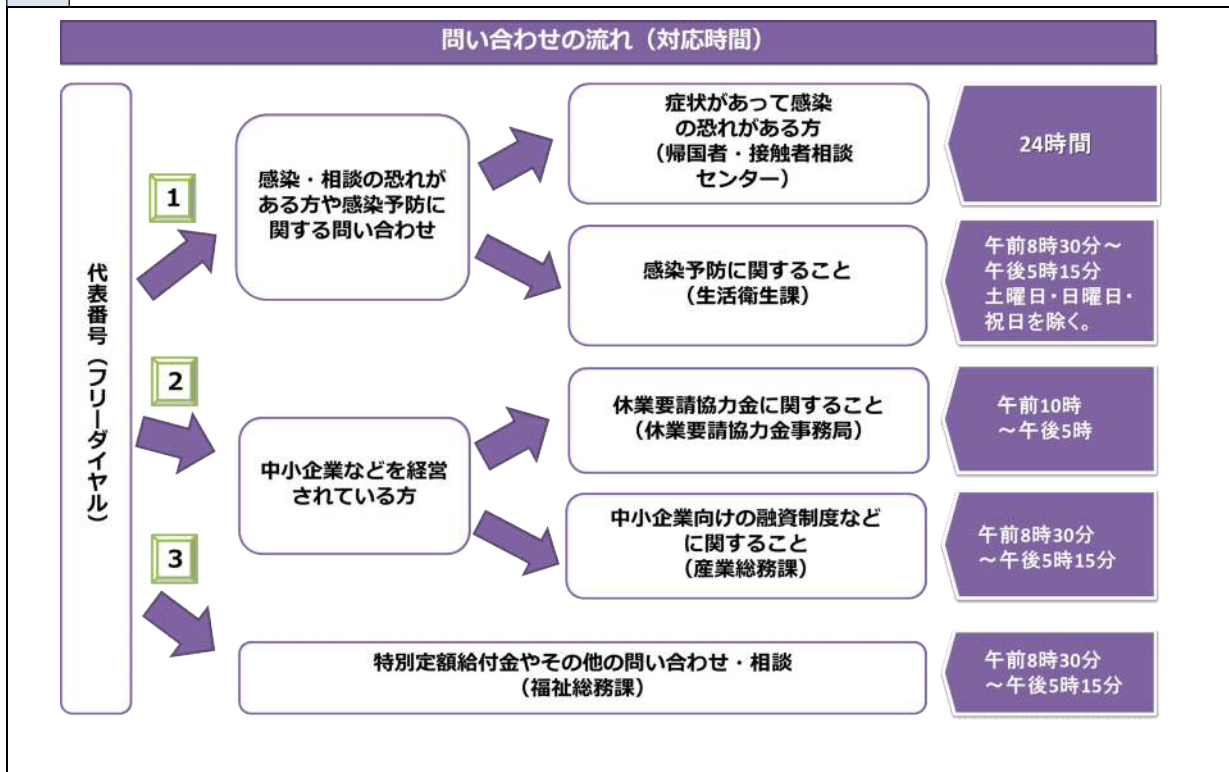 問い合わせの流れ（対応時間）
代表番号（フリーダイヤル）
1
感染・相談の恐れが
ある方や感染予防に
関する問い合わせ
症状があって感染
の恐れがある方
（帰国者・接触者相談
センター）
24時間
感染予防に関すること
（生活衛生課）
午前8時30分～
午後5時15分
土曜日・日曜日・
祝日を除く。
2
中小企業などを経営
されている方
休業要請協力金に関すること
（休業要請協力金事務局）
午前10時
～午後5時
中小企業向けの融資制度など
に関すること
（産業総務課）
午前8時30分
～午後5時15分
3
特別定額給付金やその他の問い合わせ・相談
（福祉総務課）
午前8時30分
～午後5時15分